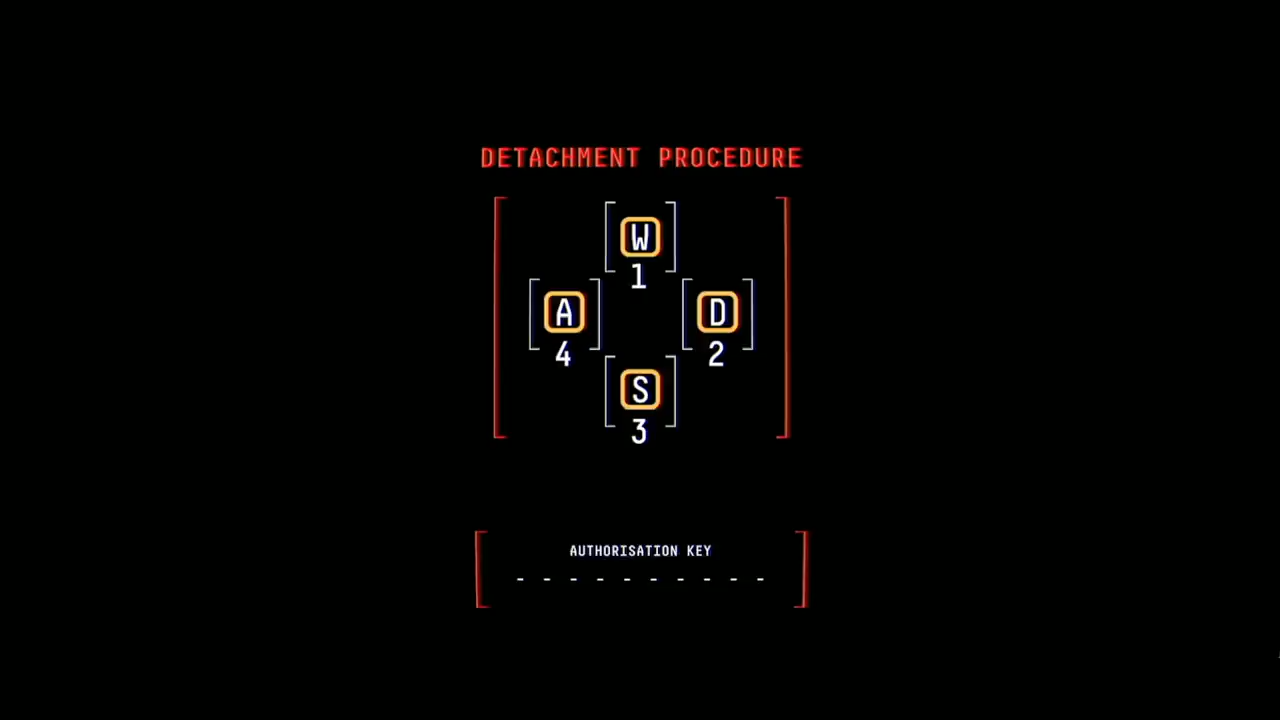 DETACHMENT PROCEDURE
W
1
A D
4 2
S
3
AUTHORISATION KEY
- - - - - - - - - -